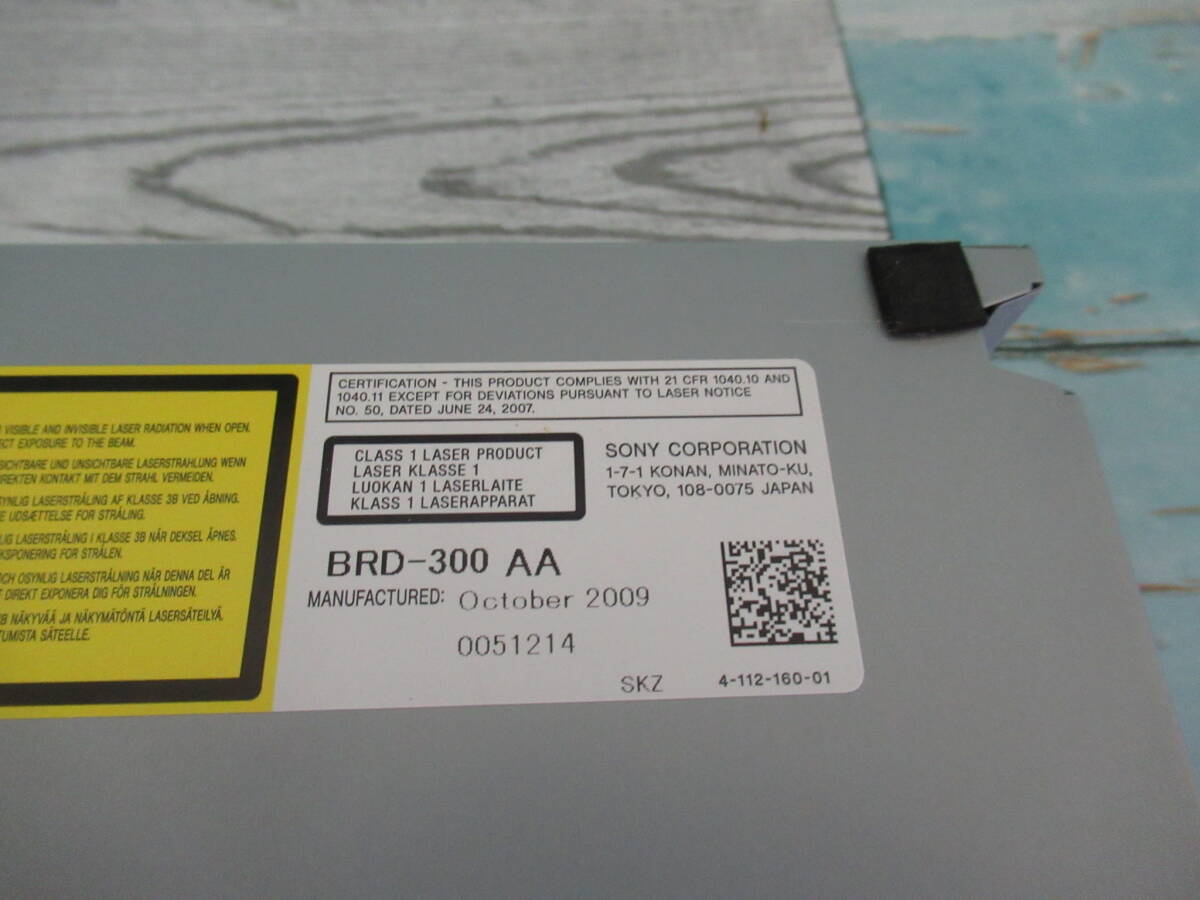 VISIBLE AND INVISIBLE LASER RADIATION WHEN OPEN.
EXPOSURE TO THE BEAM.
UND UNSICHTBARE LASERSTRAHLUNG WENN
KONTAKT MIT DEM STRAHL VERMEIDEN.
LASERSTRÅLING AF KLASSE 3B VED ÅBNING.
UDSÆTTELSE FOR STRÅLING.
LASERSTRÅLING I KLASSE 3B NÅR DEKSEL ÅPNES.
FOR STRÅLEN.
OSYNLIG LASERSTRÅLNING NÄR DENNA DEL ÄR
DIREKT EXPONERA DIG FÖR STRÅLNINGEN.
NÄKYVÄÄ JA NÄKYMÄTÖNTÄ LASERSÄTEILYÄ.
SÄTEELLE.
CERTIFICATION - THIS PRODUCT COMPLIES WITH 21 CFR 1040.10 AND
1040.11 EXCEPT FOR DEVIATIONS PURSUANT TO LASER NOTICE
NO. 50, DATED JUNE 24, 2007.
CLASS 1 LASER PRODUCT
LASER KLASSE 1
LUOKAN 1 LASERLAITE
KLASS 1 LASERAPPARAT
SONY CORPORATION
1-7-1 KONAN, MINATO-KU,
TOKYO, 108-0075 JAPAN
BRD-300 AA
MANUFACTURED: October 2009
0051214
SKZ 4-112-160-01